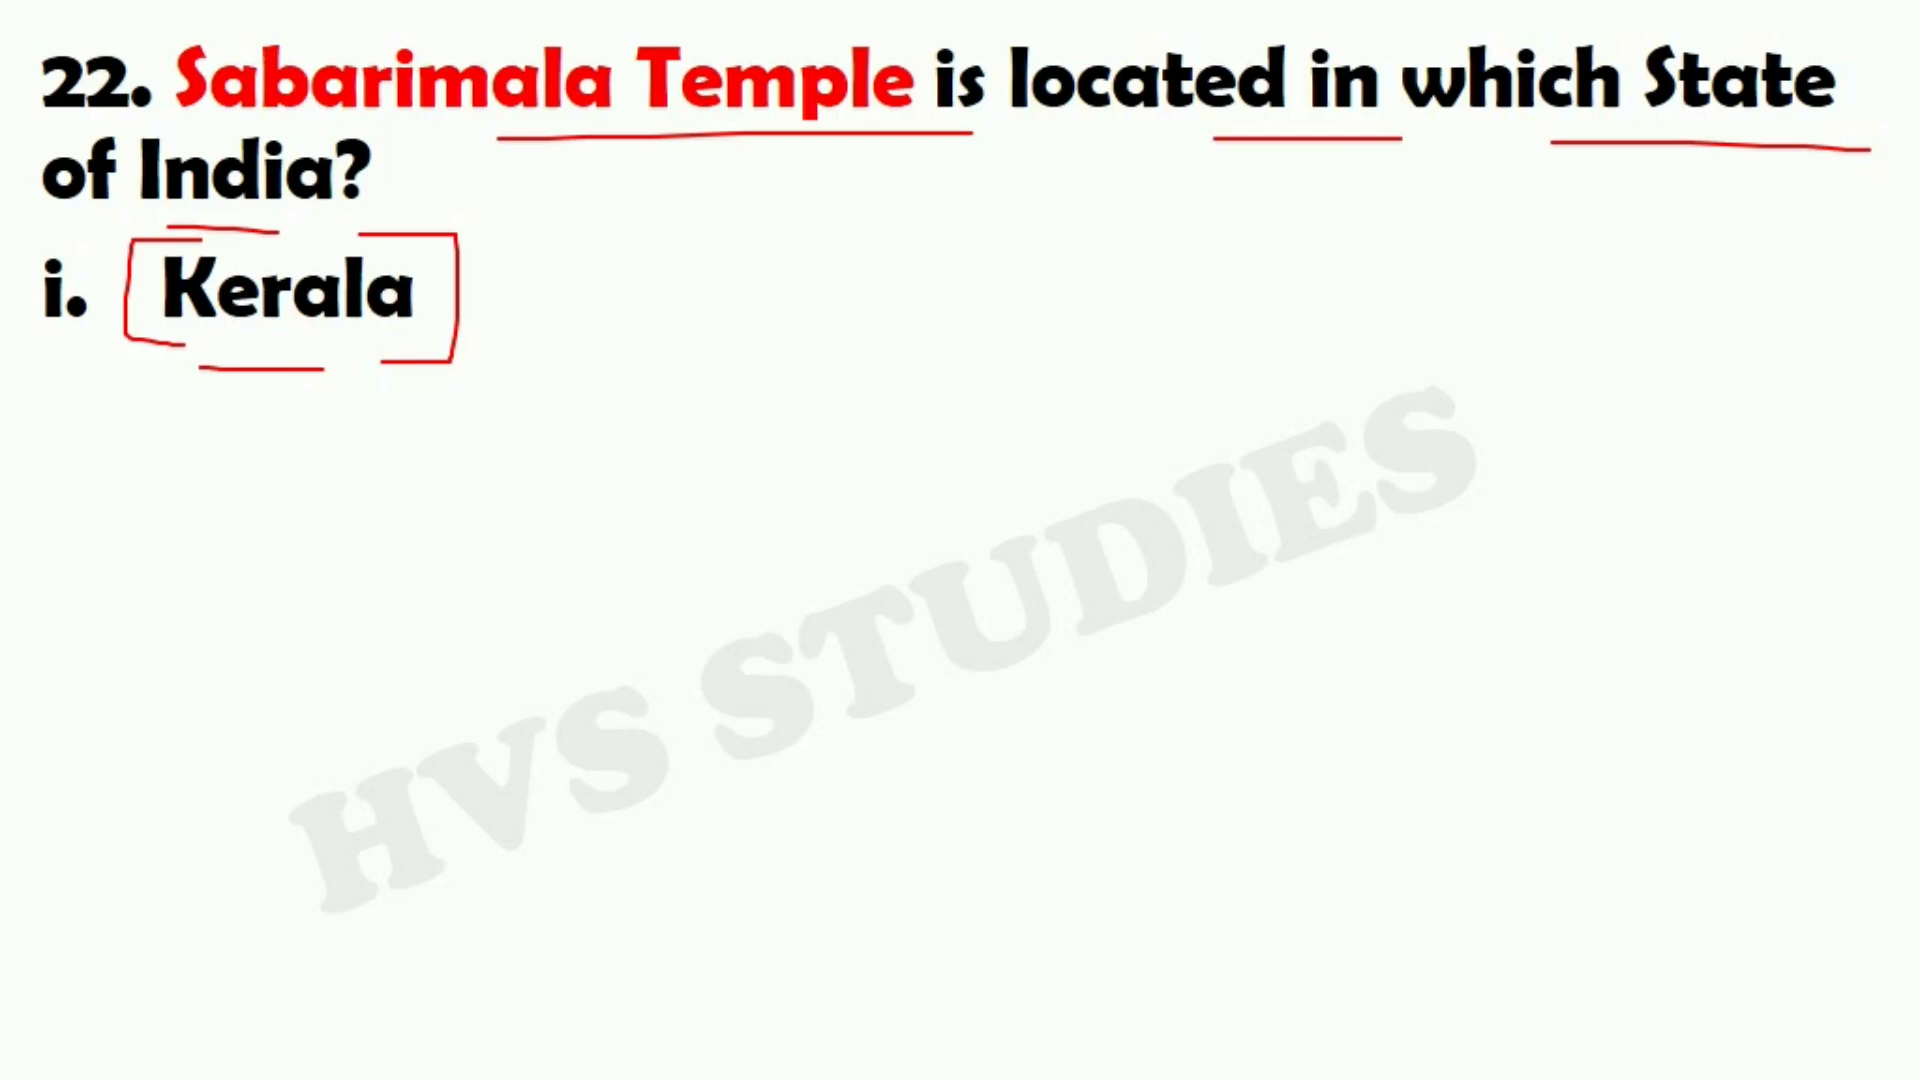 22. Sabarimala Temple is located in which State
of India?
i. Kerala
HVS STUDIES